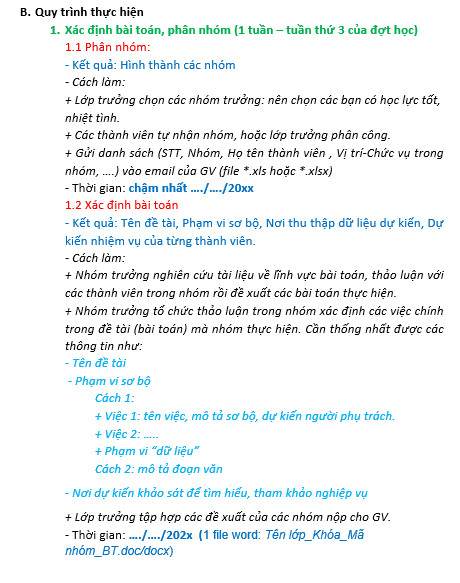 B. Quy trình thực hiện
1. Xác định bài toán, phân nhóm (1 tuần – tuần thứ 3 của đợt học)
1.1 Phân nhóm:
- Kết quả: Hình thành các nhóm
- Cách làm:
+ Lớp trưởng chọn các nhóm trưởng: nên chọn các bạn có học lực tốt,
nhiệt tình.
+ Các thành viên tự nhận nhóm, hoặc lớp trưởng phân công.
+ Gửi danh sách (STT, Nhóm, Họ tên thành viên , Vị trí-Chức vụ trong
nhóm, ....) vào email của GV (file *.xls hoặc *.xlsx)
- Thời gian: chậm nhất ..../..../20xx
1.2 Xác định bài toán
- Kết quả: Tên đề tài, Phạm vi sơ bộ, Nơi thu thập dữ liệu dự kiến, Dự
kiến nhiệm vụ của từng thành viên.
- Cách làm:
+ Nhóm trưởng nghiên cứu tài liệu về lĩnh vực bài toán, thảo luận với
các thành viên trong nhóm rồi đề xuất các bài toán thực hiện.
+ Nhóm trưởng tổ chức thảo luận trong nhóm xác định các việc chính
trong đề tài (bài toán) mà nhóm thực hiện. Cần thống nhất được các
thông tin như:
- Tên đề tài
- Phạm vi sơ bộ
Cách 1:
+ Việc 1: tên việc, mô tả sơ bộ, dự kiến người phụ trách.
+ Việc 2: .....
+ Phạm vi “dữ liệu”
Cách 2: mô tả đoạn văn
- Nơi dự kiến khảo sát để tìm hiểu, tham khảo nghiệp vụ
+ Lớp trưởng tập hợp các đề xuất của các nhóm nộp cho GV.
- Thời gian: ..../..../202x (1 file word: Tên lớp_Khóa_Mã
nhóm_BT.doc/docx)